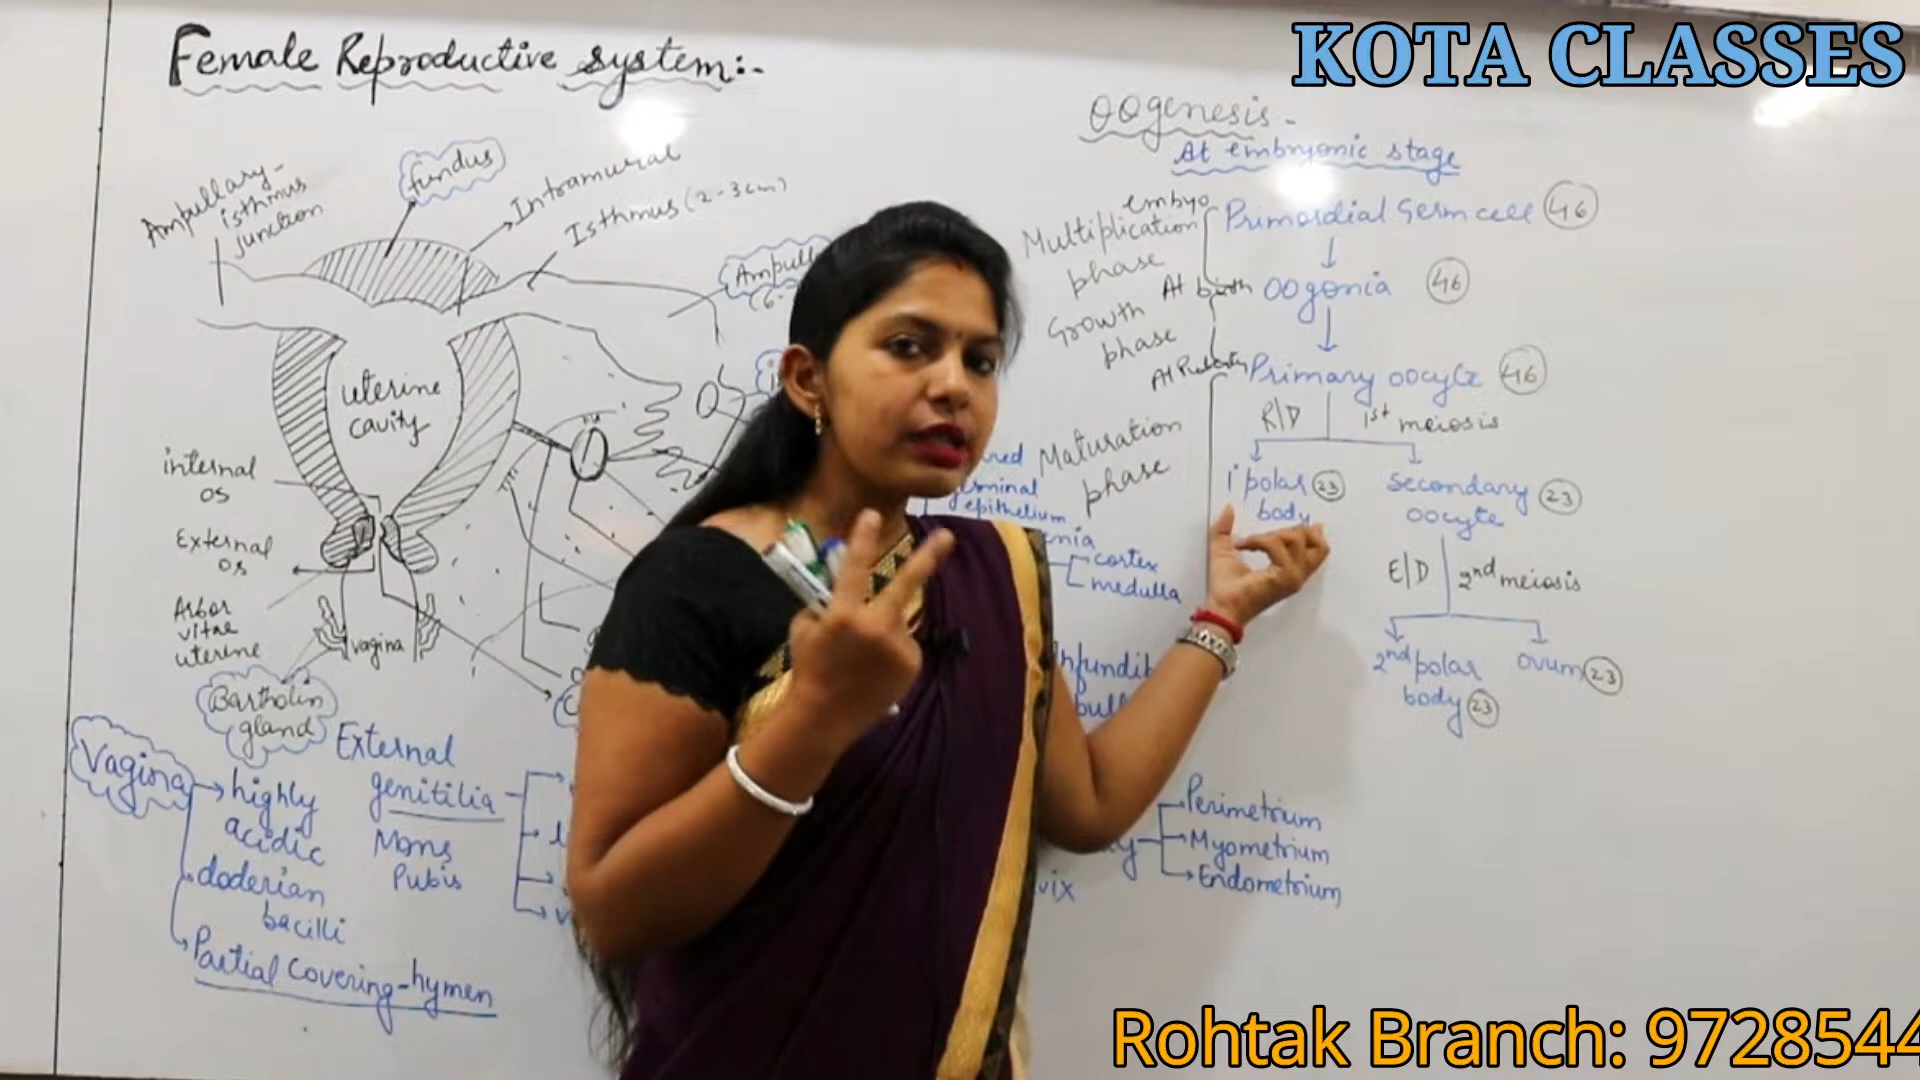 KOTA CLASSES
Female Reproductive system:-
Ampullary-
isthmus
junction
fundus
Intramural
Isthmus (2-3cm)
Ampull
(6-
uterine
cavity
internal
os
External
os
Arbor
vitae
uterine
vagina
Bartholin
gland
Vagina
highly
acidic
doderian
bacilli
Partial Covering-hymen
External
genitilia
Mons
Pubis
germinal
epithelium
cortex
medulla
Perimetrium
Myometrium
Endometrium
Oogenesis -
At embryonic stage
embryo
Multiplication
phase
Primordial Germ cell 46
At birth
oogonia 46
Growth
phase
At Puberty
Primary oocyte 46
R/D 1st meiosis
Maturation
phase
i polar 23
body
Secondary 23
oocyte
E/D 2nd meiosis
2nd polar
body 23
ovum 23
Rohtak Branch: 9728544